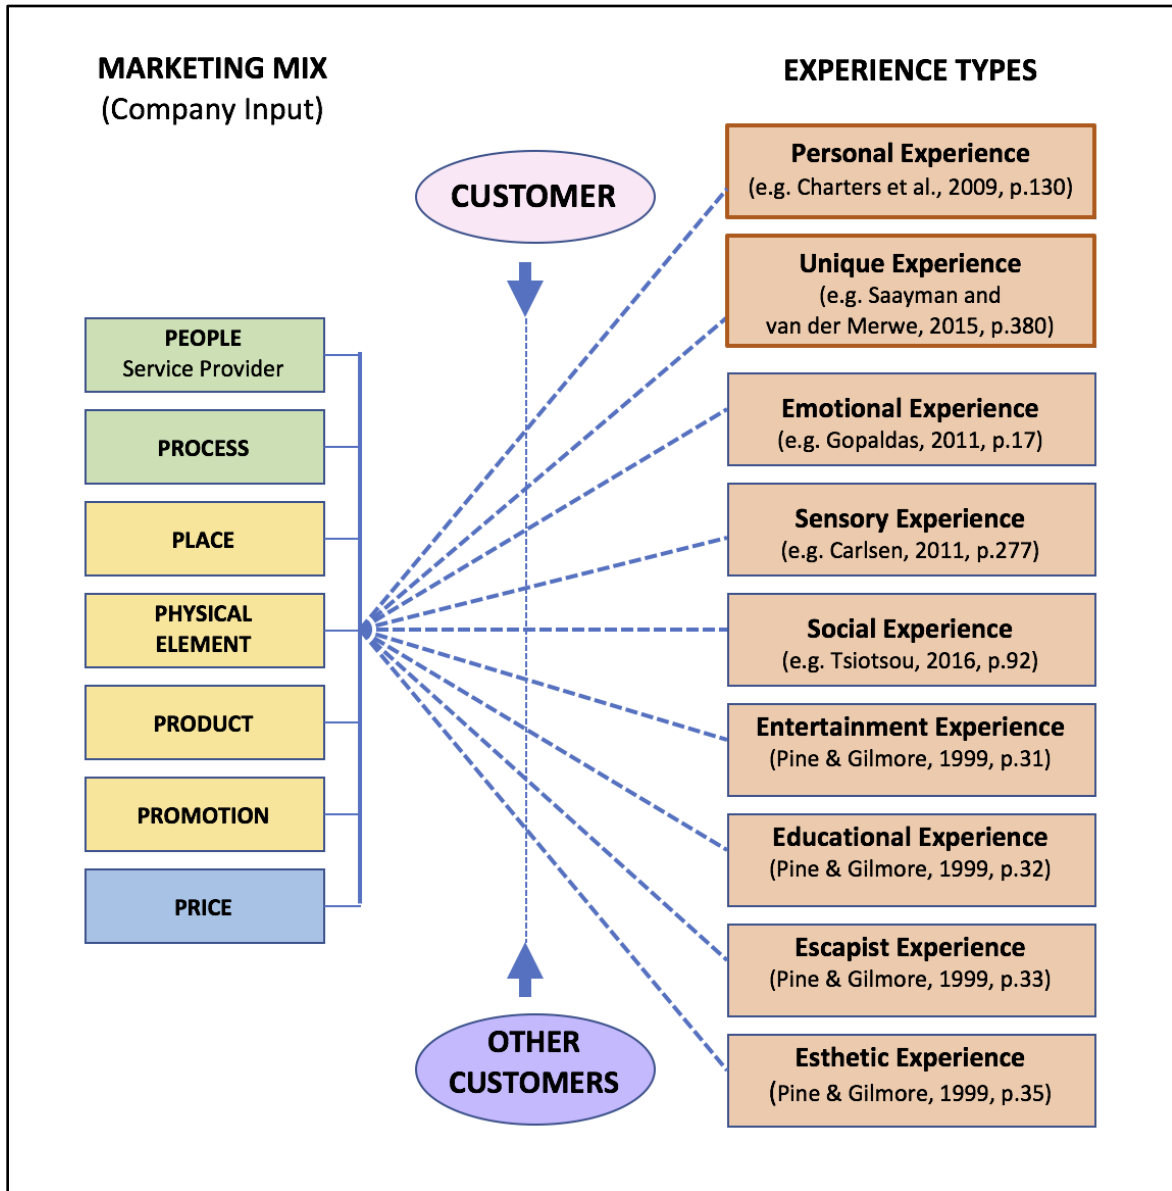 MARKETING MIX
(Company Input)
EXPERIENCE TYPES
CUSTOMER
PEOPLE
Service Provider
PROCESS
PLACE
PHYSICAL
ELEMENT
PRODUCT
PROMOTION
PRICE
OTHER
CUSTOMERS
Personal Experience
(e.g. Charters et al., 2009, p.130)
Unique Experience
(e.g. Saayman and
van der Merwe, 2015, p.380)
Emotional Experience
(e.g. Gopaldas, 2011, p.17)
Sensory Experience
(e.g. Carlsen, 2011, p.277)
Social Experience
(e.g. Tsiotsou, 2016, p.92)
Entertainment Experience
(Pine & Gilmore, 1999, p.31)
Educational Experience
(Pine & Gilmore, 1999, p.32)
Escapist Experience
(Pine & Gilmore, 1999, p.33)
Esthetic Experience
(Pine & Gilmore, 1999, p.35)